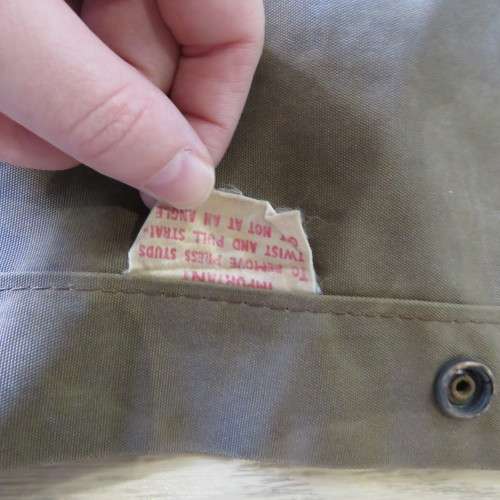 IMPORTANT
TO REMOVE PRESS STUDS
TWIST AND PULL STRAI-
NOT AT AN ANGLE